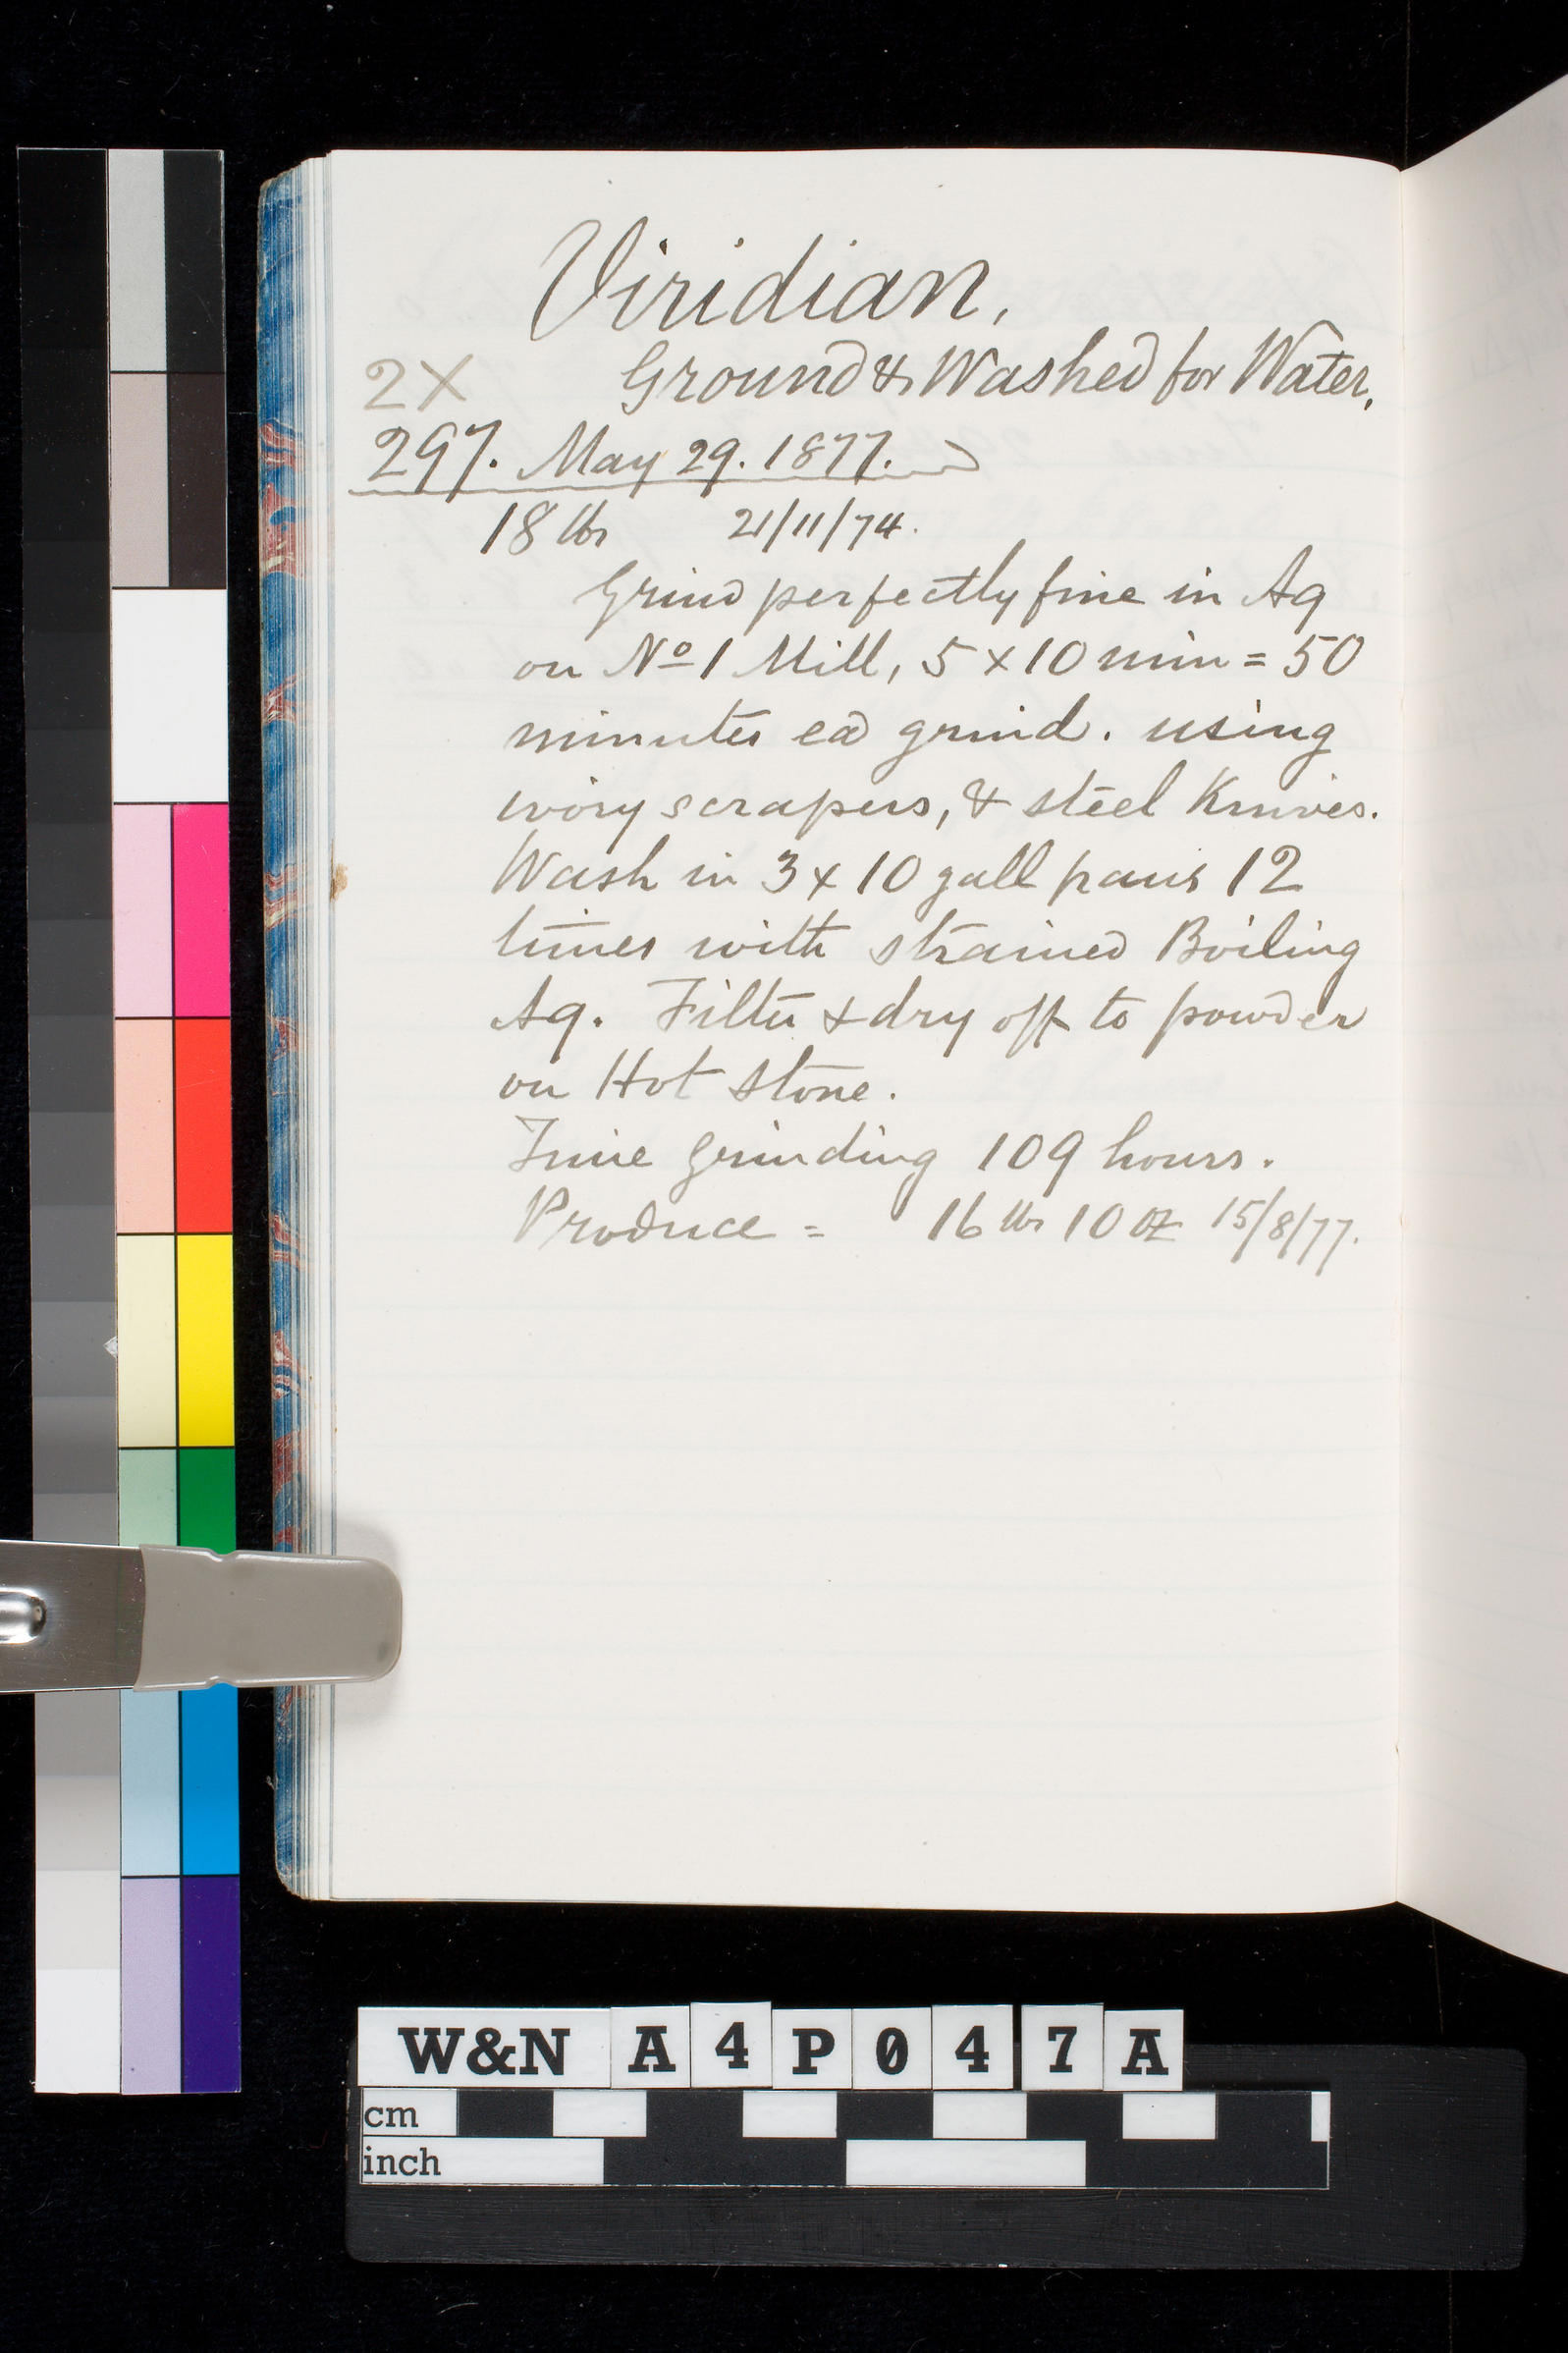 Viridian,
2X Ground & Washed for Water,
297. May 29. 1877.
18 lbs 21/11/74.
Grind perfectly fine in Aq
on Nº 1 Mill, 5 x 10 min = 50
minutes ea grind. using
ivory scrapers, & steel Knives.
Wash in 3 x 10 gall pans 12
times with strained Boiling
Aq. Filter & dry off to powder
on Hot stone.
Time grinding 109 hours.
Produce = 16 lbs 10 oz 15/8/77.
W&N A4P047A
cm
inch